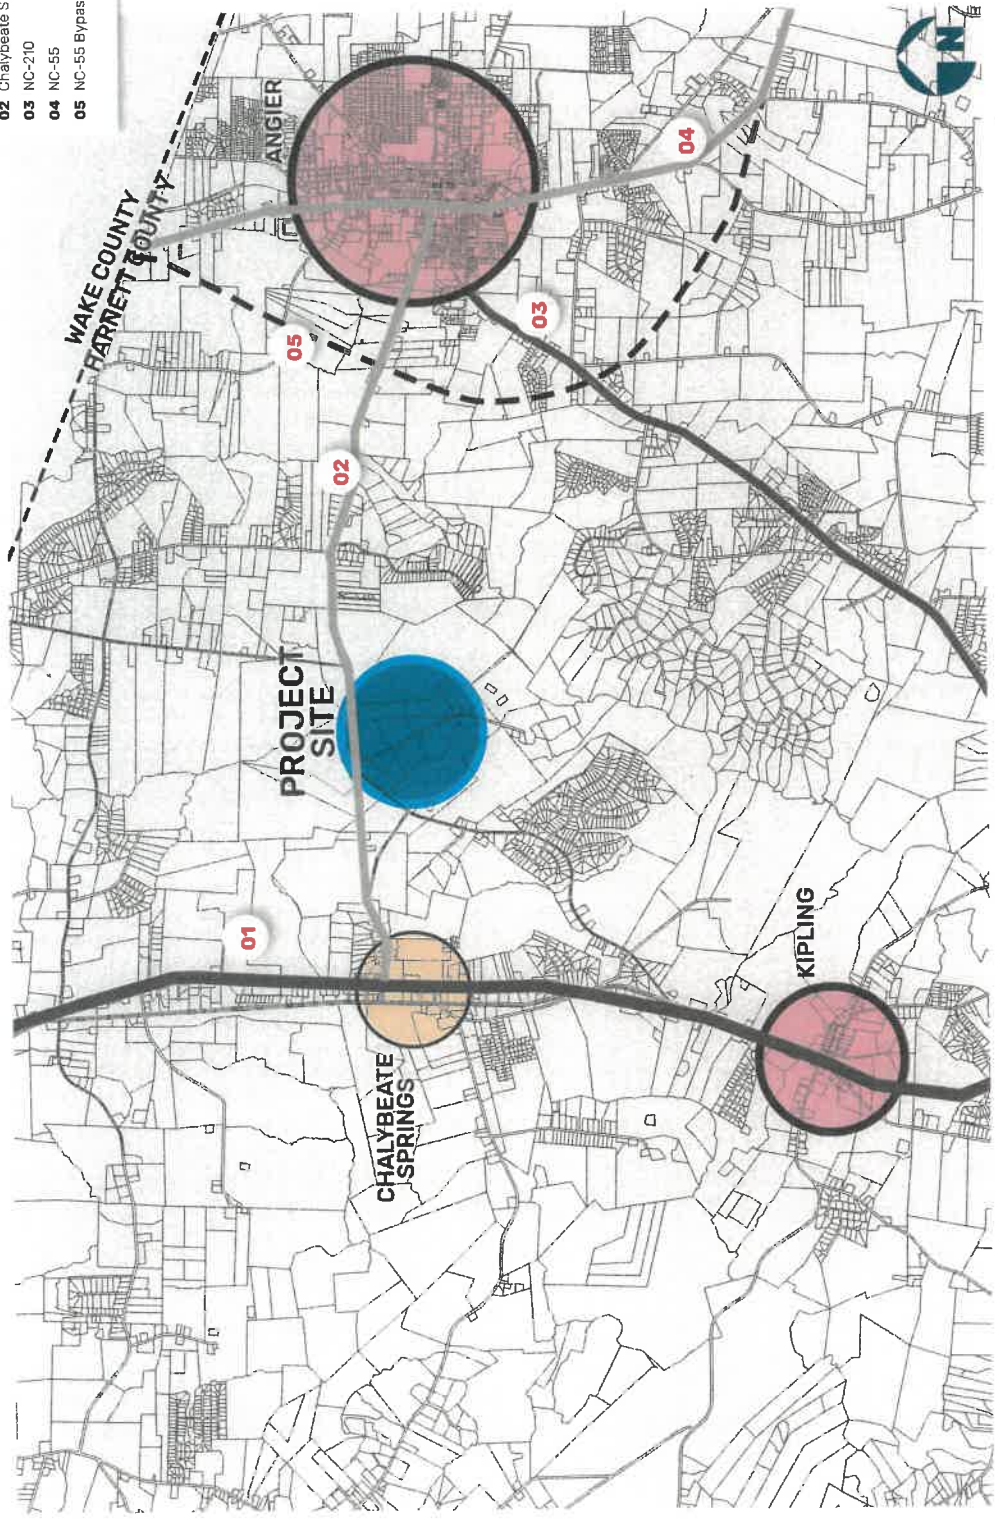 02 Chalybeate S
03 NC-210
04 NC-55
05 NC-55 Bypas
WAKE COUNTY
HARNETT COUNTY
ANGIER
04
05
03
02
PROJECT
SITE
01
CHALYBEATE
SPRINGS
KIPLING
N